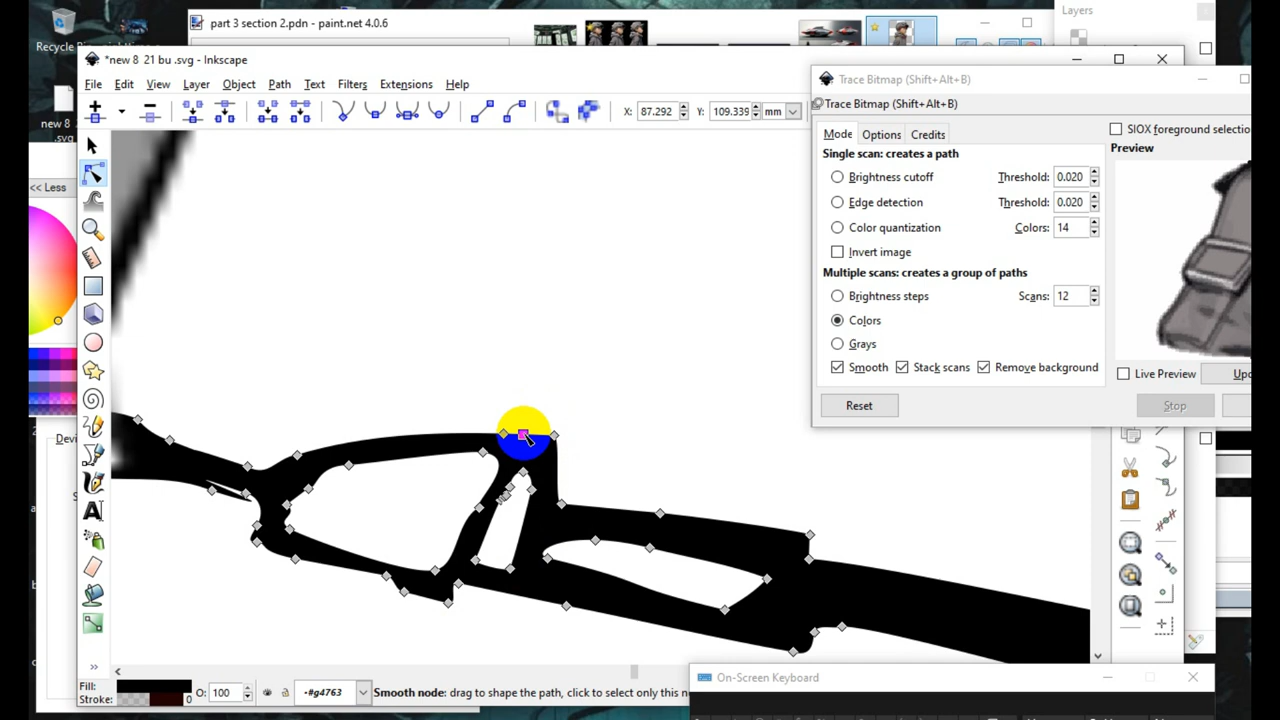 Layers
part 3 section 2.pdn - paint.net 4.0.6
Recycle
*new 8 21 bu .svg - Inkscape
File Edit View Layer Object Path Text Filters Extensions Help
Trace Bitmap (Shift+Alt+B)
X: 87.292 Y: 109.339 mm
Trace Bitmap (Shift+Alt+B)
new 8
.svg
Mode Options Credits
SIOX foreground selectio
Single scan: creates a path
Preview
Brightness cutoff Threshold: 0.020
<< Less
Edge detection Threshold: 0.020
Color quantization Colors: 14
Invert image
Multiple scans: creates a group of paths
Brightness steps Scans: 12
Colors
Grays
Smooth Stack scans Remove background
Live Preview
Reset
Stop
On-Screen Keyboard
Fill:
Stroke: 0
O: 100
-#g4763
Smooth node: drag to shape the path, click to select only this n